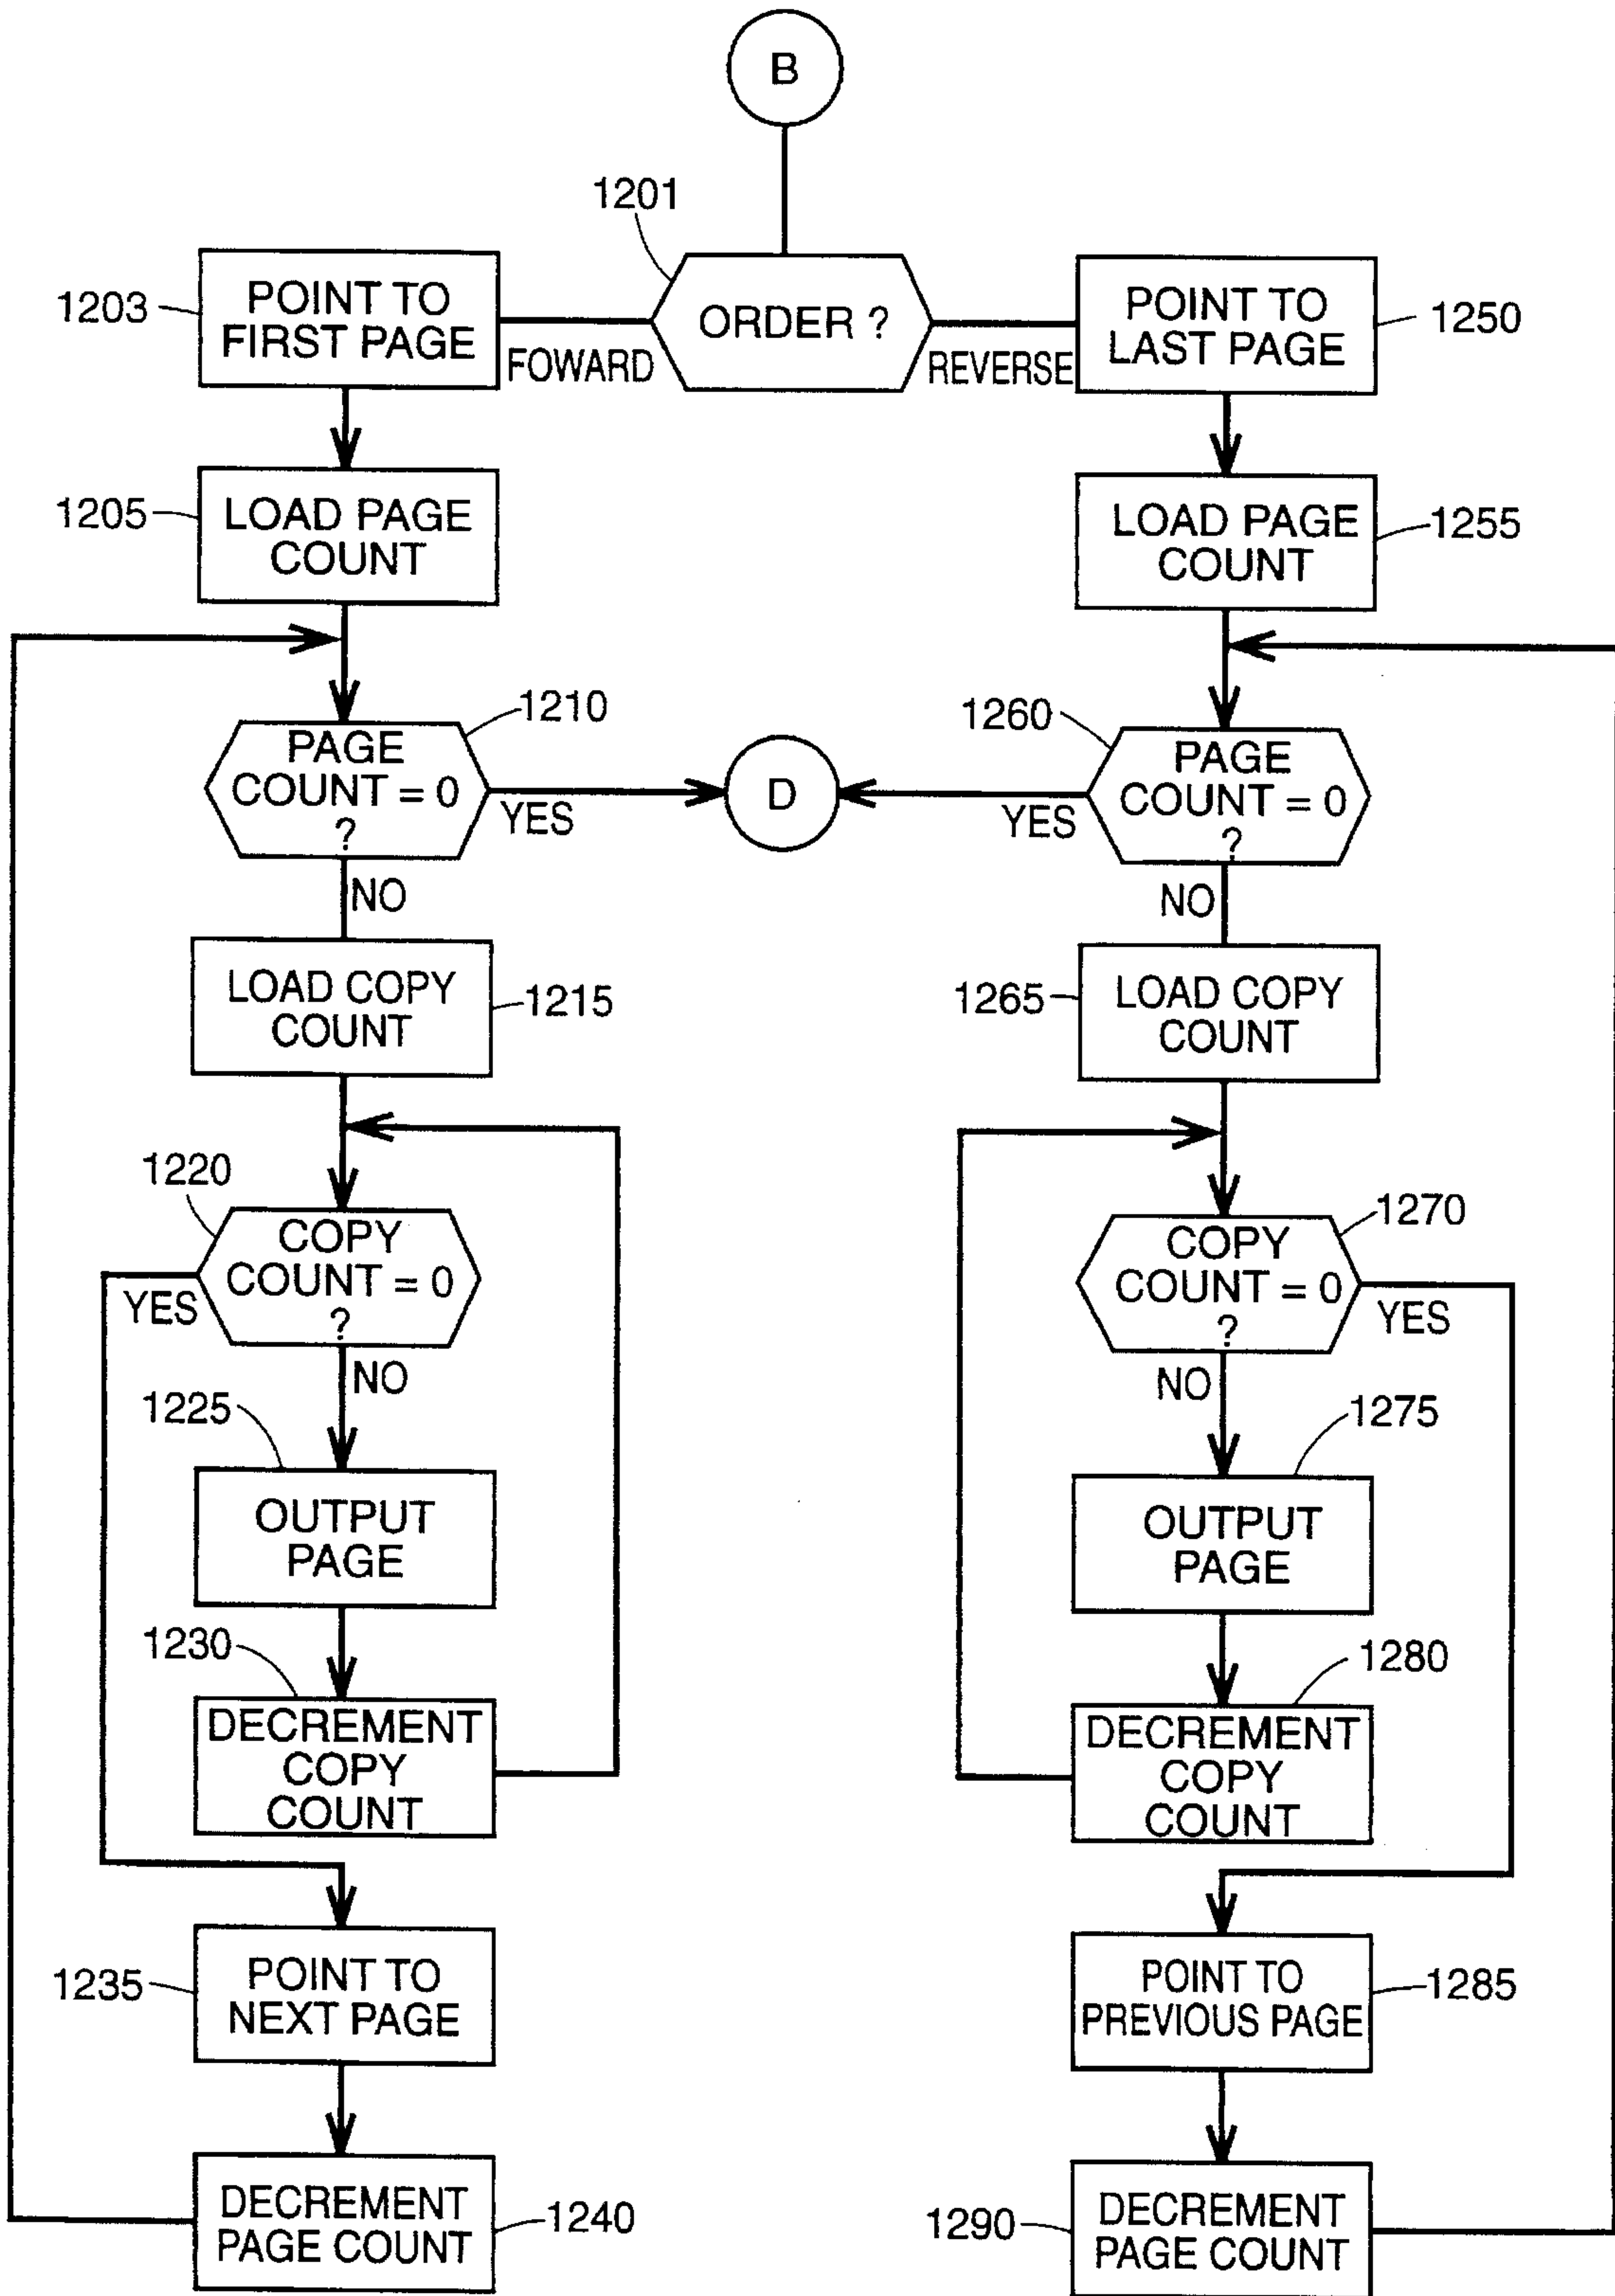 B
1201
1203
POINT TO
FIRST PAGE
FOWARD
ORDER ?
REVERSE
POINT TO
LAST PAGE
1250
1205
LOAD PAGE
COUNT
LOAD PAGE
COUNT
1255
1210
PAGE
COUNT = 0
?
YES
NO
D
1260
PAGE
COUNT = 0
?
YES
NO
LOAD COPY
COUNT
1215
1265
LOAD COPY
COUNT
1220
COPY
COUNT = 0
?
YES
NO
1270
COPY
COUNT = 0
?
YES
NO
1225
OUTPUT
PAGE
1275
OUTPUT
PAGE
1230
DECREMENT
COPY
COUNT
1280
DECREMENT
COPY
COUNT
1235
POINT TO
NEXT PAGE
POINT TO
PREVIOUS PAGE
1285
DECREMENT
PAGE COUNT
1240
1290
DECREMENT
PAGE COUNT